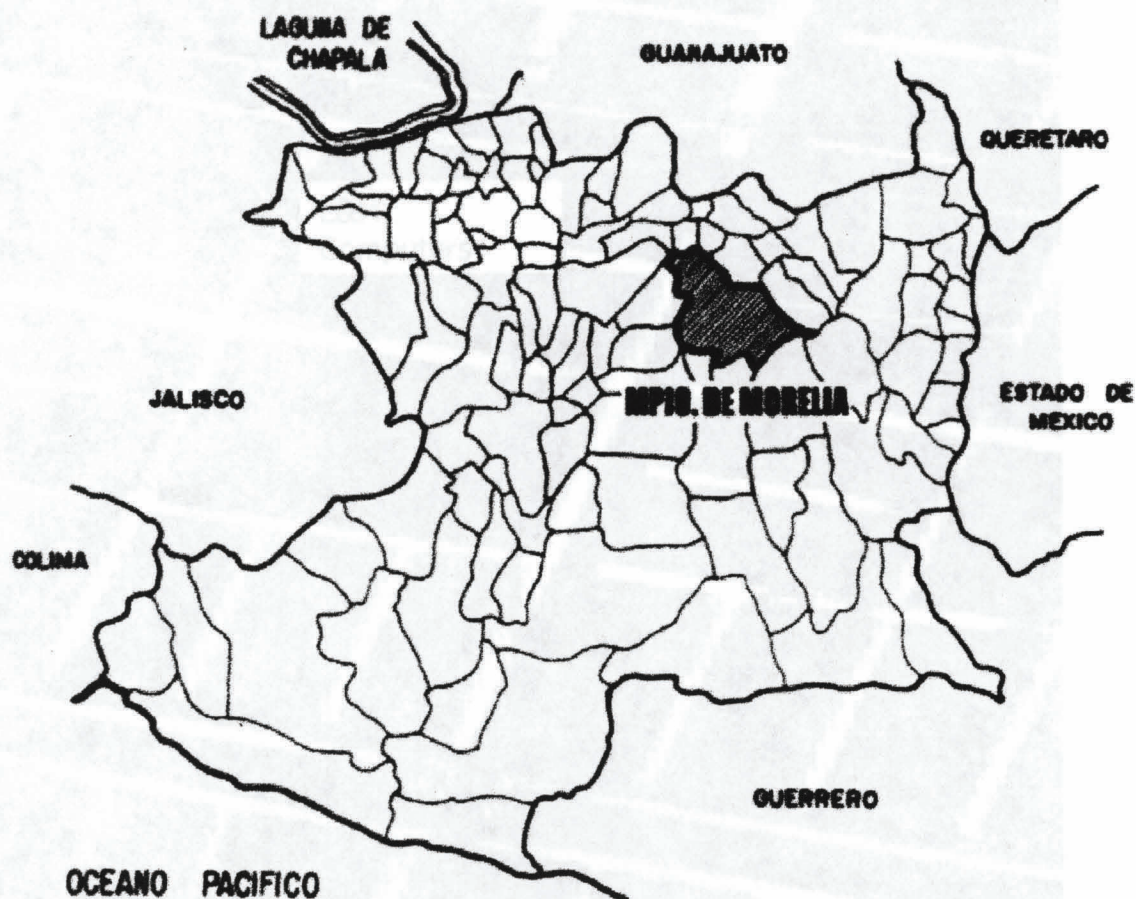 LAGUNA DE
CHAPALA
GUANAJUATO
QUERETARO
JALISCO
MPIO. DE MORELIA
ESTADO DE
MEXICO
COLIMA
GUERRERO
OCEANO PACIFICO